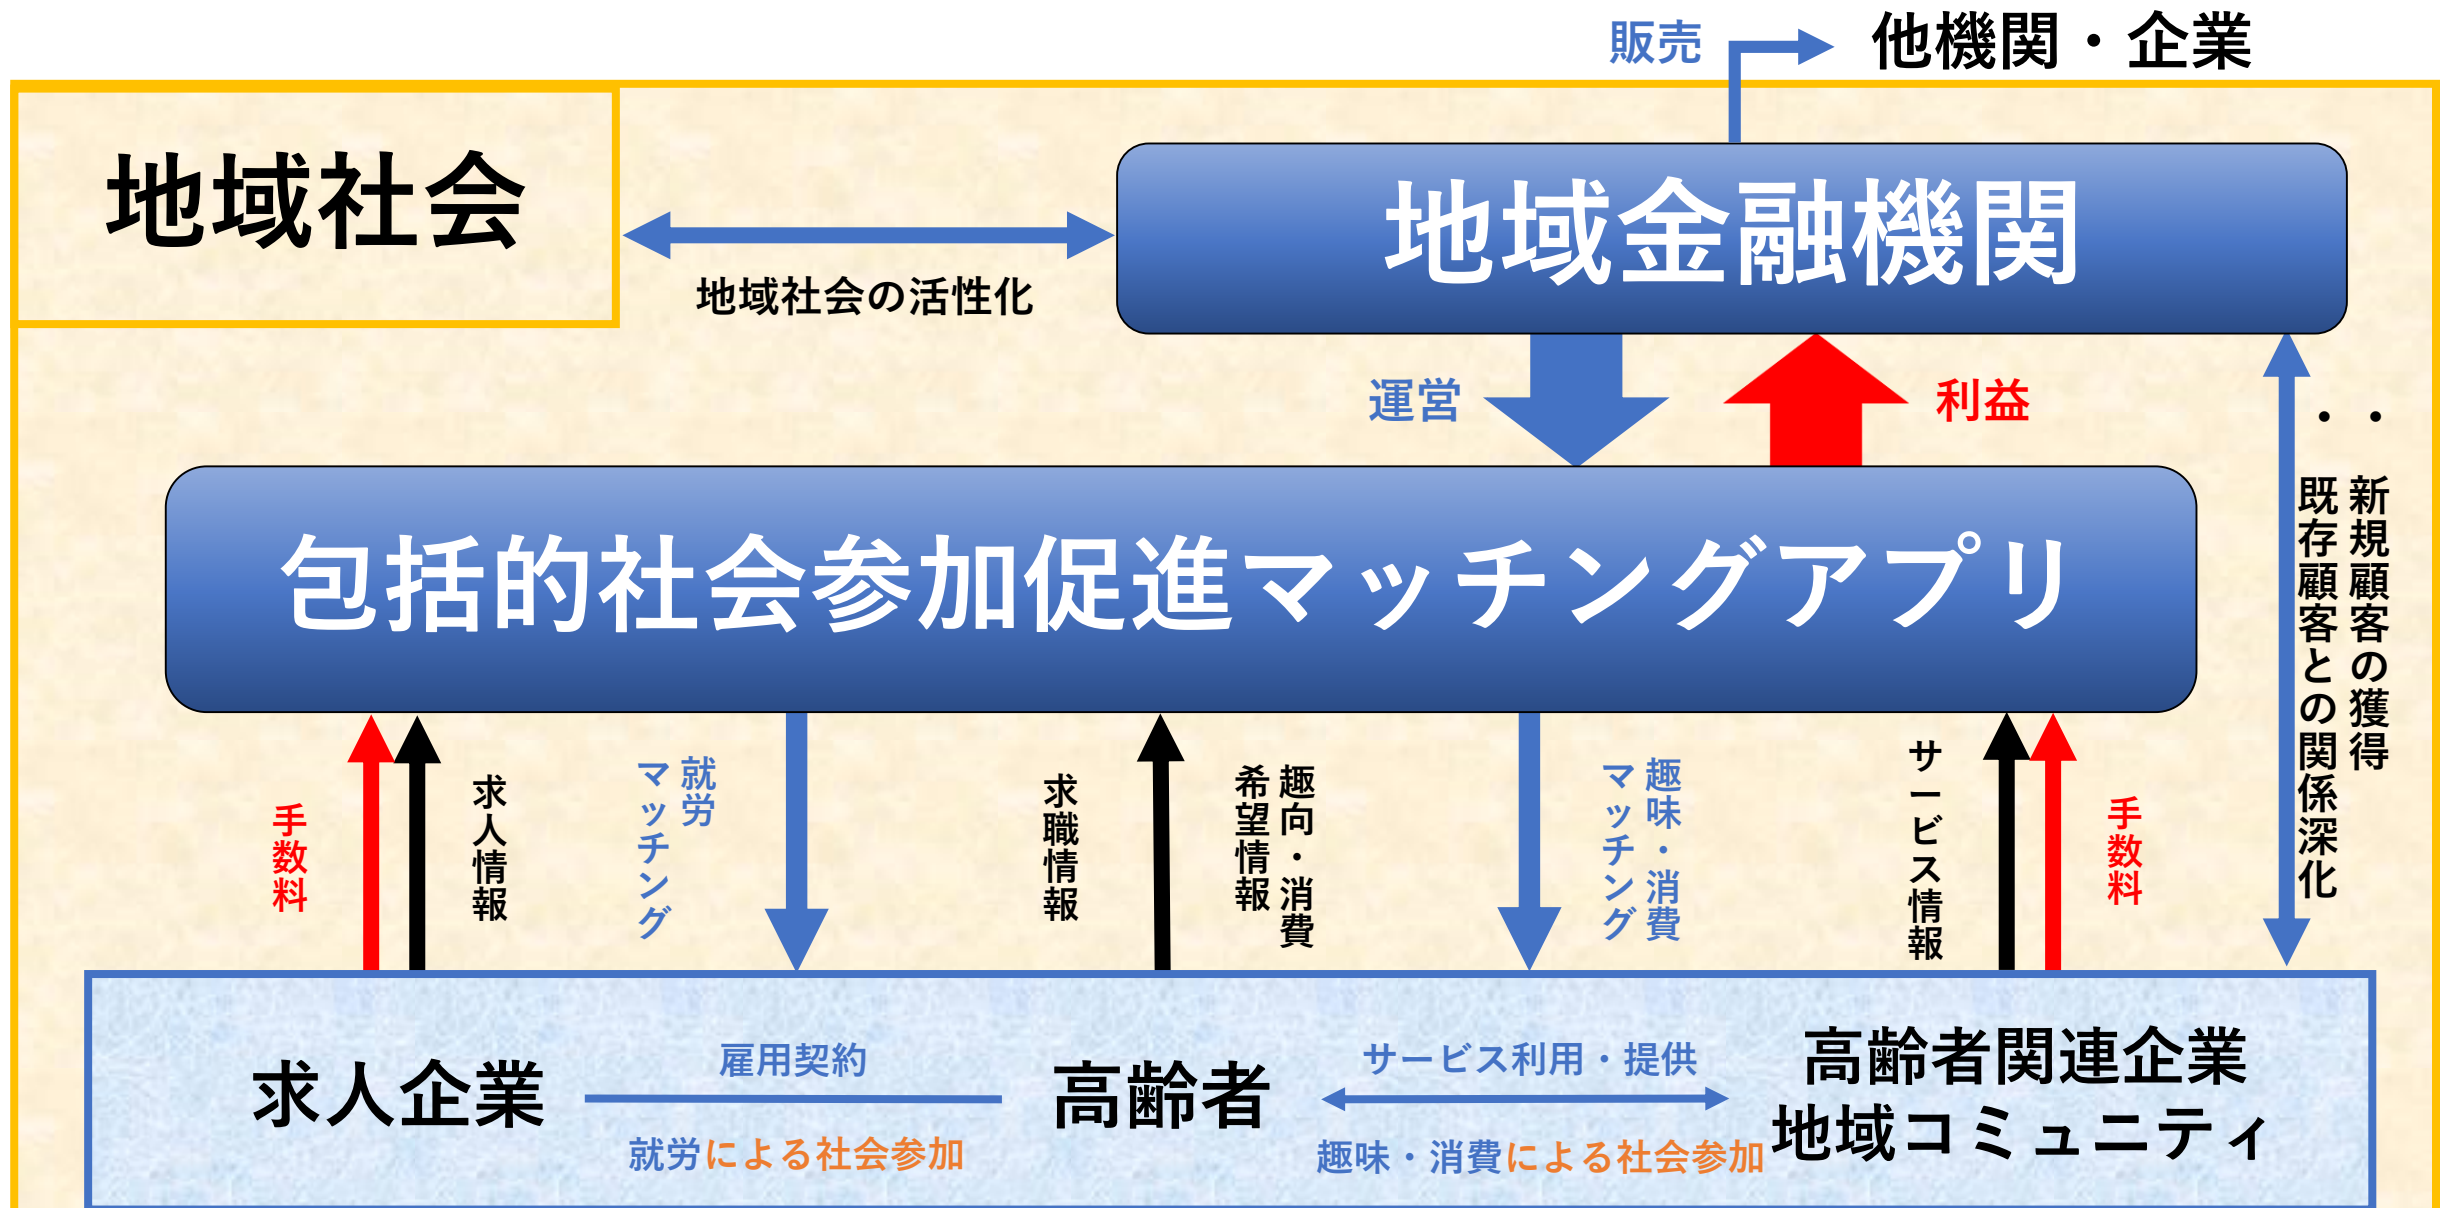 販売
他機関・企業
地域社会
地域金融機関
地域社会の活性化
運営
利益
・新規顧客の獲得
・既存顧客との関係深化
包括的社会参加促進マッチングアプリ
手数料
求人情報
就労
マッチング
求職情報
趣向・消費
希望情報
趣味・消費
マッチング
サービス情報
手数料
求人企業
雇用契約
就労による社会参加
高齢者
サービス利用・提供
趣味・消費による社会参加
高齢者関連企業
地域コミュニティ